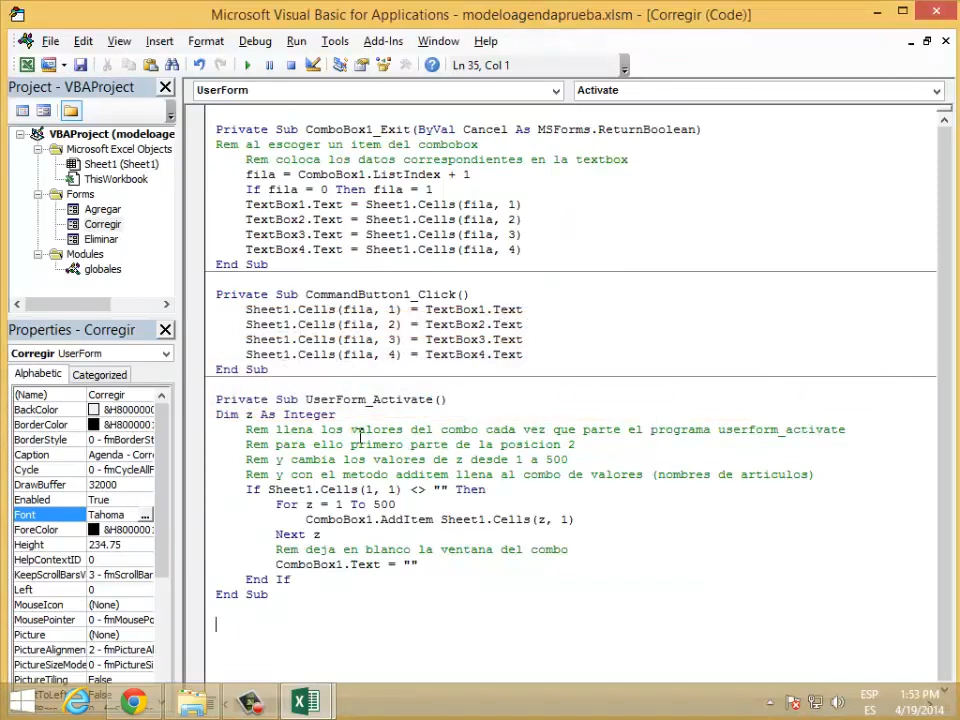 Microsoft Visual Basic for Applications - modeloagendaprueba.xlsm - [Corregir (Code)]
File Edit View Insert Format Debug Run Tools Add-Ins Window Help
Ln 35, Col 1
Project - VBAProject
UserForm
Activate
VBAProject (modeloage
Microsoft Excel Objects
Sheet1 (Sheet1)
ThisWorkbook
Forms
Agregar
Corregir
Eliminar
Modules
globales
Properties - Corregir
Corregir UserForm
Alphabetic Categorized
(Name) Corregir
BackColor &H8000000
BorderColor &H8000001
BorderStyle 0 - fmBorderSt
Caption Agenda - Corre
Cycle 0 - fmCycleAllF
DrawBuffer 32000
Enabled True
Font Tahoma ...
ForeColor &H8000001
Height 234.75
HelpContextID 0
KeepScrollBarsV 3 - fmScrollBar
Left 0
MouseIcon (None)
MousePointer 0 - fmMousePo
Picture (None)
PictureAlignmen 2 - fmPictureAl
PictureSizeMode 0 - fmPictureSi
PictureTiling False
Private Sub ComboBox1_Exit(ByVal Cancel As MSForms.ReturnBoolean)
Rem al escoger un item del combobox
Rem coloca los datos correspondientes en la textbox
fila = ComboBox1.ListIndex + 1
If fila = 0 Then fila = 1
TextBox1.Text = Sheet1.Cells(fila, 1)
TextBox2.Text = Sheet1.Cells(fila, 2)
TextBox3.Text = Sheet1.Cells(fila, 3)
TextBox4.Text = Sheet1.Cells(fila, 4)
End Sub
Private Sub CommandButton1_Click()
Sheet1.Cells(fila, 1) = TextBox1.Text
Sheet1.Cells(fila, 2) = TextBox2.Text
Sheet1.Cells(fila, 3) = TextBox3.Text
Sheet1.Cells(fila, 4) = TextBox4.Text
End Sub
Private Sub UserForm_Activate()
Dim z As Integer
Rem llena los valores del combo cada vez que parte el programa userform_activate
Rem para ello primero parte de la posicion 2
Rem y cambia los valores de z desde 1 a 500
Rem y con el metodo additem llena al combo de valores (nombres de articulos)
If Sheet1.Cells(1, 1) <> "" Then
For z = 1 To 500
ComboBox1.AddItem Sheet1.Cells(z, 1)
Next z
Rem deja en blanco la ventana del combo
ComboBox1.Text = ""
End If
End Sub
ESP
ES
1:53 PM
4/19/2014